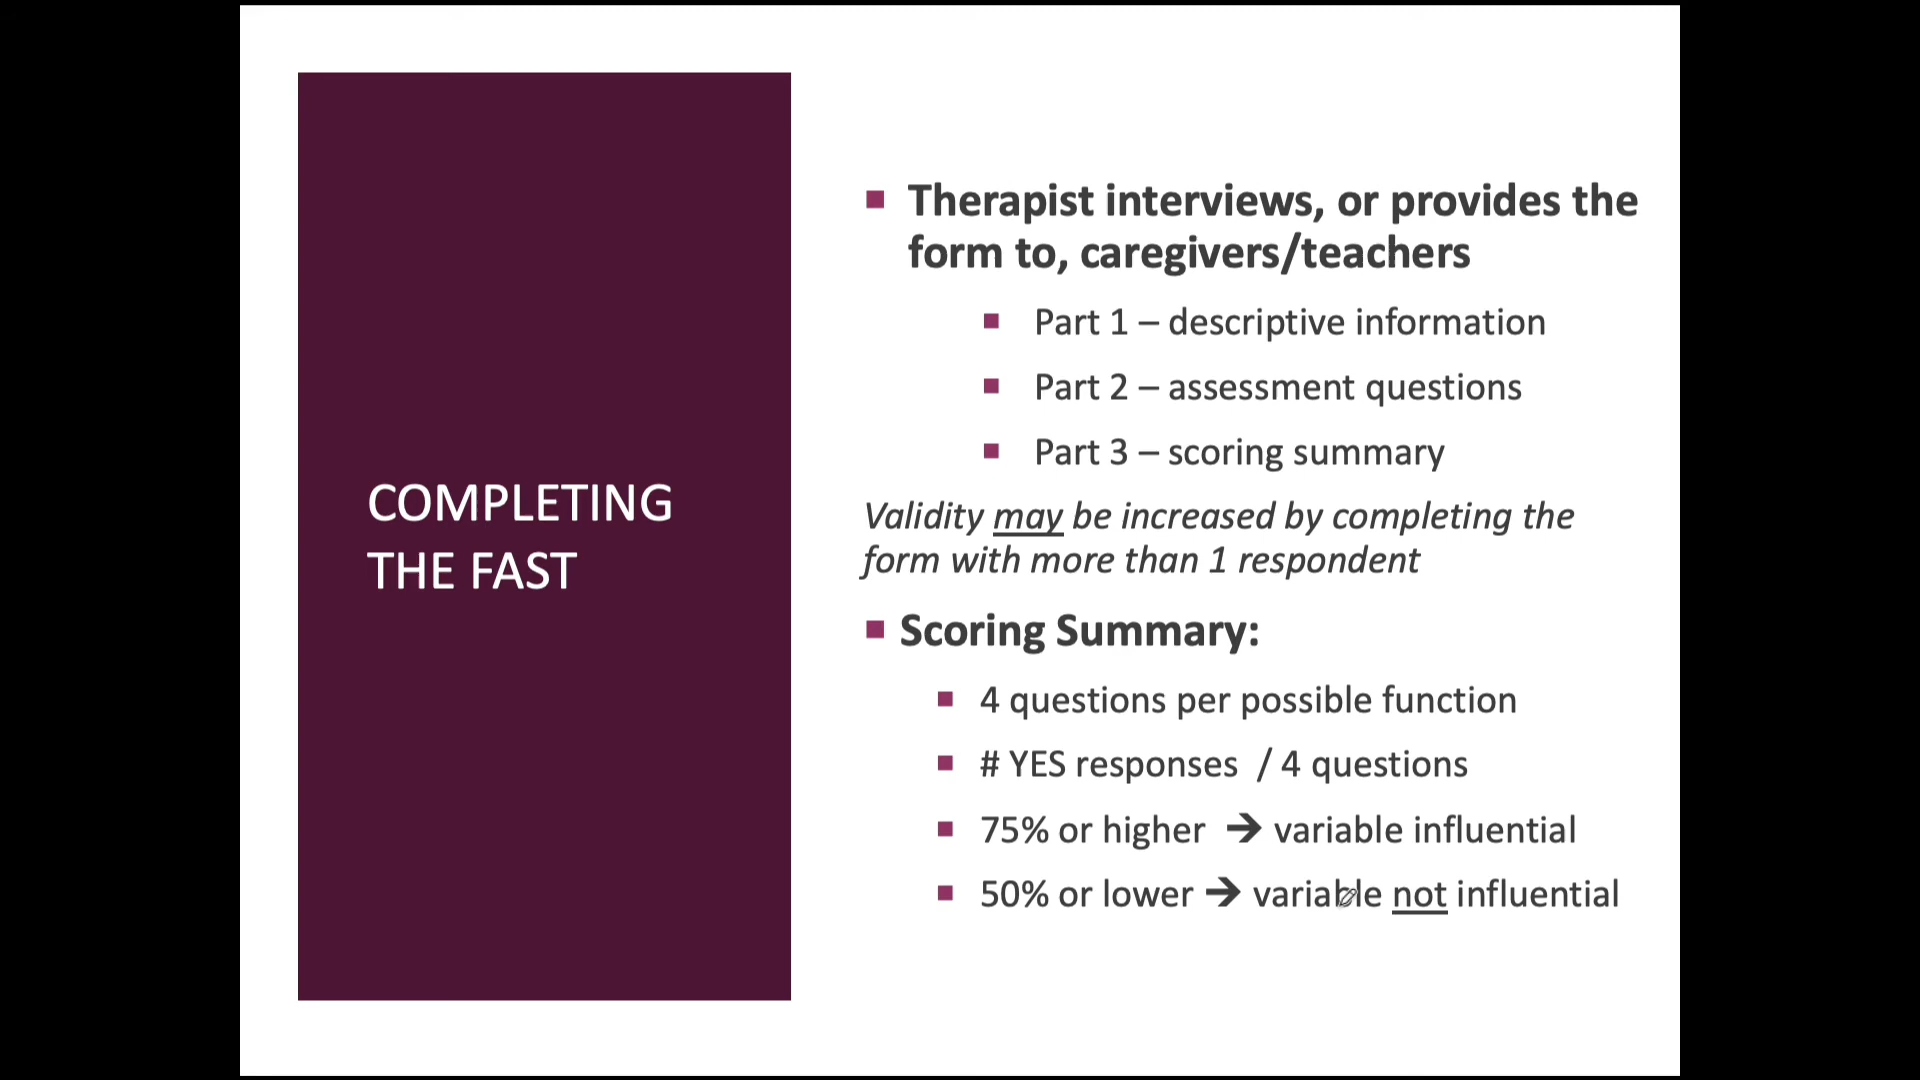 COMPLETING
THE FAST
Therapist interviews, or provides the
form to, caregivers/teachers
Part 1 – descriptive information
Part 2 – assessment questions
Part 3 – scoring summary
Validity may be increased by completing the
form with more than 1 respondent
Scoring Summary:
4 questions per possible function
# YES responses / 4 questions
75% or higher ➔ variable influential
50% or lower ➔ variable not influential